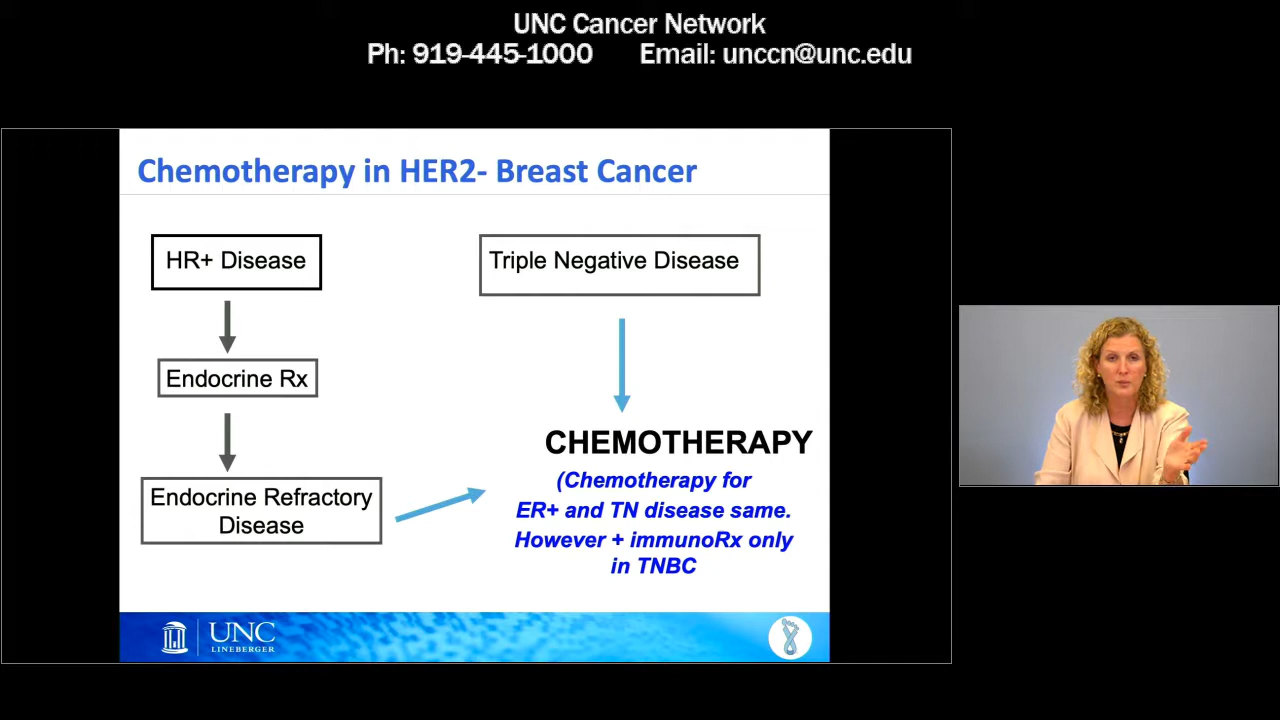 UNC Cancer Network
Ph: 919-445-1000 Email: unccn@unc.edu
Chemotherapy in HER2- Breast Cancer
HR+ Disease
Triple Negative Disease
Endocrine Rx
CHEMOTHERAPY
(Chemotherapy for
ER+ and TN disease same.
However + immunoRx only
in TNBC
Endocrine Refractory
Disease
UNC
LINEBERGER